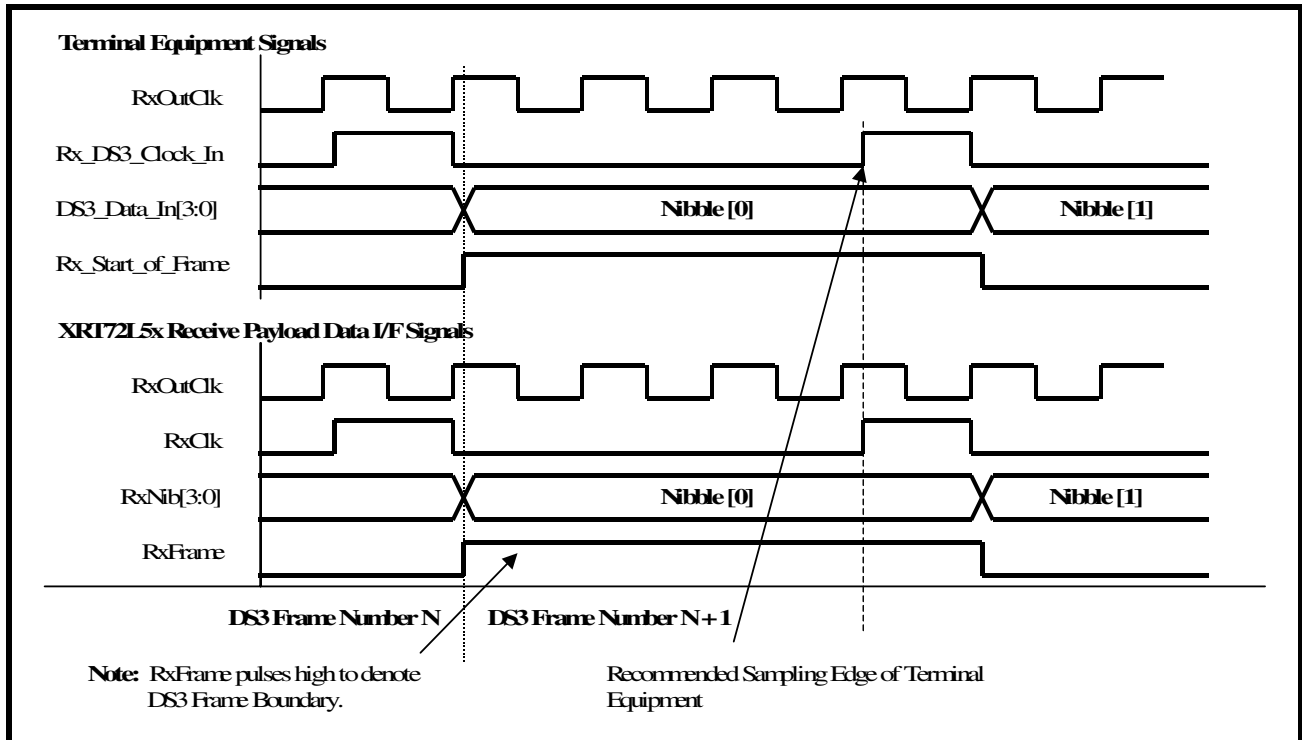 Terminal Equipment Signals
RxOutClk
Rx_DS3_Clock_In
DS3_Data_In[3:0]
Nibble [0]
Nibble [1]
Rx_Start_of_Frame
XRT72L5x Receive Payload Data I/F Signals
RxOutClk
RxClk
RxNib[3:0]
Nibble [0]
Nibble [1]
RxFrame
DS3 Frame Number N
DS3 Frame Number N + 1
Note: RxFrame pulses high to denote
DS3 Frame Boundary.
Recommended Sampling Edge of Terminal
Equipment